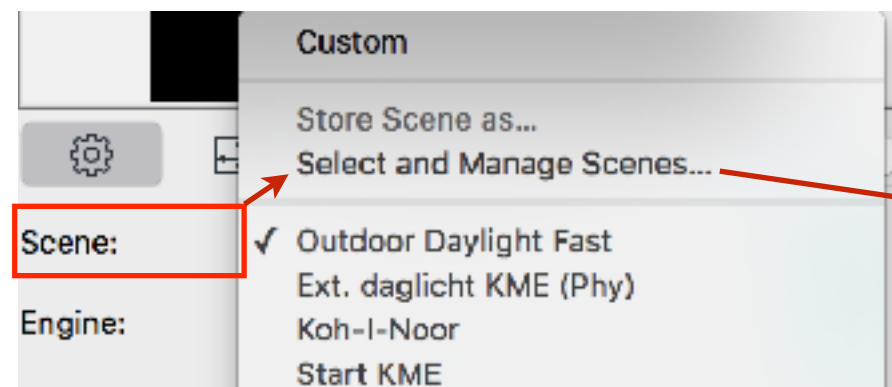 Custom
Store Scene as...
Select and Manage Scenes...
Scene:
✓ Outdoor Daylight Fast
Ext. daglicht KME (Phy)
Engine:
Koh-I-Noor
Start KME